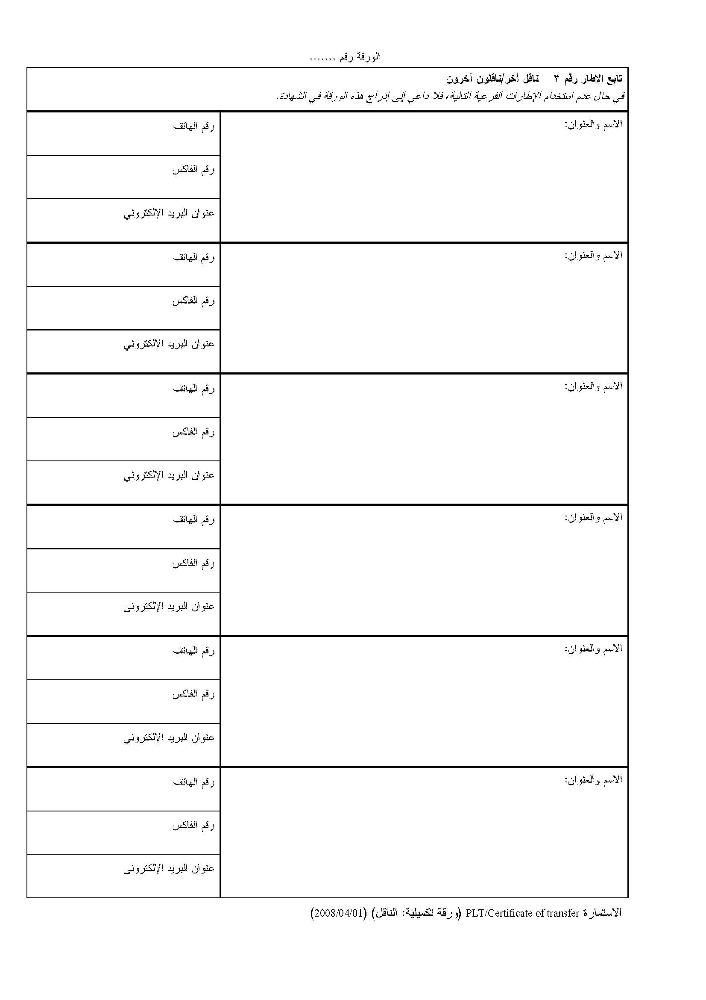 الورقة رقم .......
تابع الإطار رقم ٣ ناقل آخر/ناقلون آخرون
في حال عدم استخدام الإطارات الفرعية التالية، فلا داعي إلى إدراج هذه الورقة في الشهادة.
الاسم والعنوان:
رقم الهاتف
رقم الفاكس
عنوان البريد الإلكتروني
الاسم والعنوان:
رقم الهاتف
رقم الفاكس
عنوان البريد الإلكتروني
الاسم والعنوان:
رقم الهاتف
رقم الفاكس
عنوان البريد الإلكتروني
الاسم والعنوان:
رقم الهاتف
رقم الفاكس
عنوان البريد الإلكتروني
الاسم والعنوان:
رقم الهاتف
رقم الفاكس
عنوان البريد الإلكتروني
الاسم والعنوان:
رقم الهاتف
رقم الفاكس
عنوان البريد الإلكتروني
الاستمارة PLT/Certificate of transfer (ورقة تكميلية: الناقل) (2008/04/01)